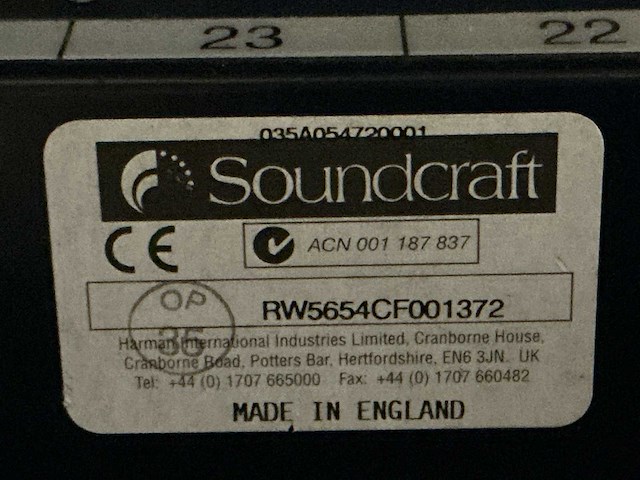 23 22
035A054720001
Soundcraft
CE ACN 001 187 837
OP
36
RW5654CF001372
Harman International Industries Limited, Cranborne House,
Cranborne Road, Potters Bar, Hertfordshire, EN6 3JN. UK
Tel: +44 (0) 1707 665000 Fax: +44 (0) 1707 660482
MADE IN ENGLAND